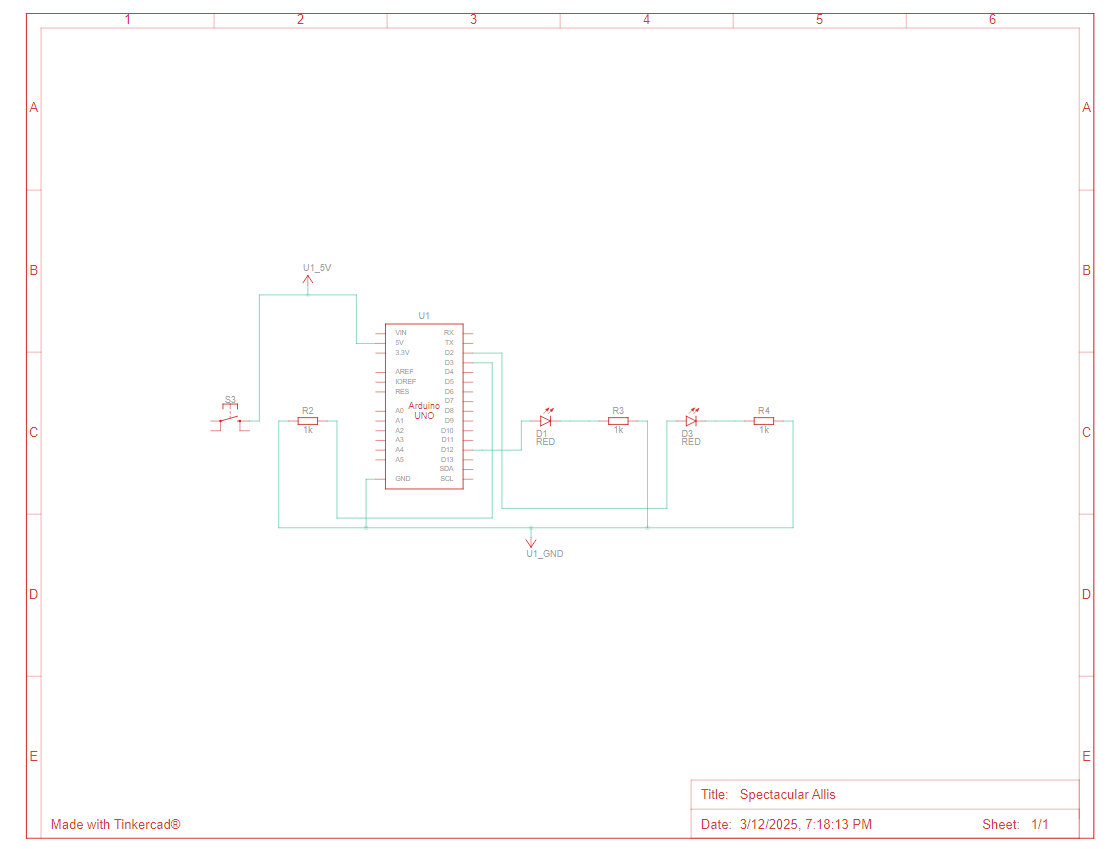 1 2 3 4 5 6
A A
B B
U1_5V
U1
VIN RX
5V TX
3.3V D2
D3
AREF D4
IOREF D5
RES D6
D7
A0 D8
A1 D9
A2 D10
A3 D11
A4 D12
A5 D13
SDA
GND SCL
Arduino
UNO
S3
R2
1k
D1
RED
R3
1k
D3
RED
R4
1k
C C
U1_GND
D D
E E
Title: Spectacular Allis
Made with Tinkercad®
Date: 3/12/2025, 7:18:13 PM Sheet: 1/1